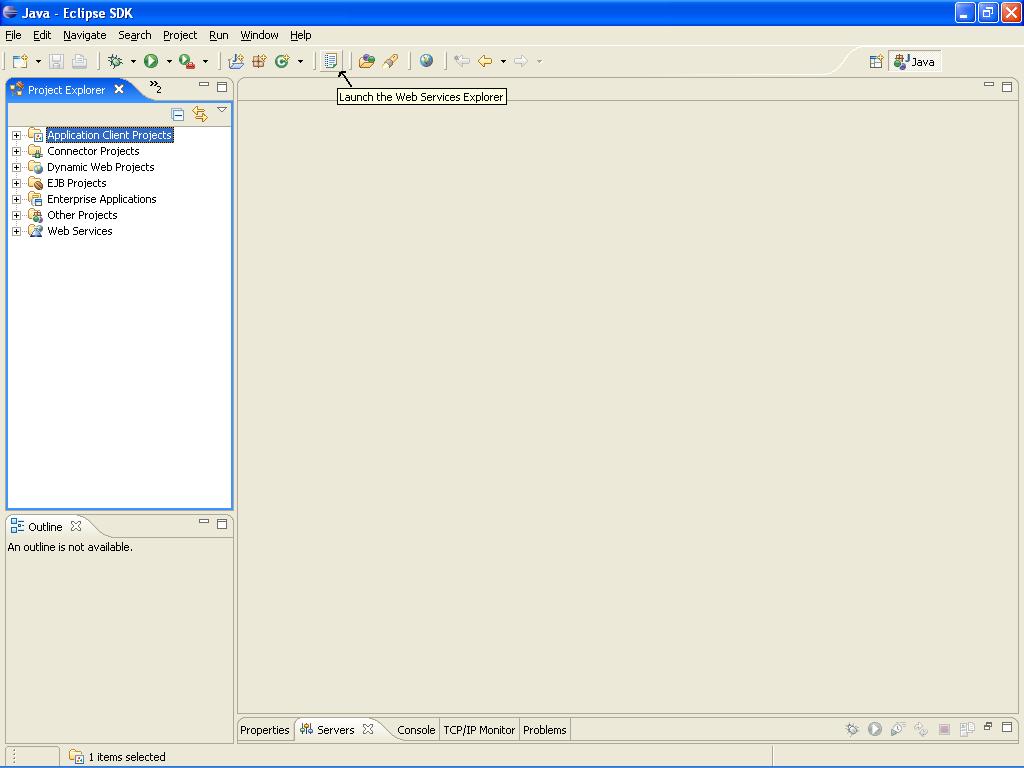 Java - Eclipse SDK
File Edit Navigate Search Project Run Window Help
Java
Project Explorer
»2
Launch the Web Services Explorer
Application Client Projects
Connector Projects
Dynamic Web Projects
EJB Projects
Enterprise Applications
Other Projects
Web Services
Outline
An outline is not available.
Properties Servers Console TCP/IP Monitor Problems
1 items selected